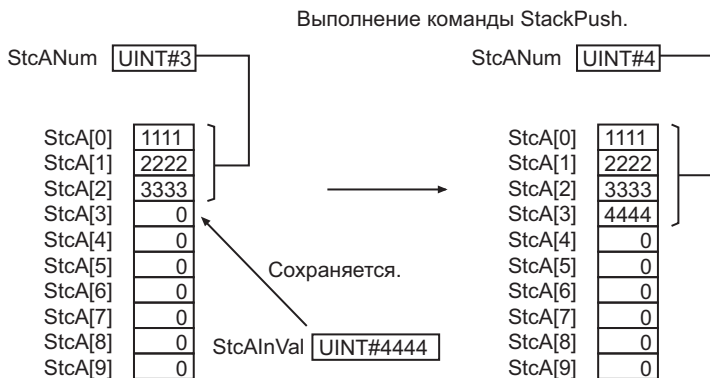 Выполнение команды StackPush.
StcANum UINT#3
StcANum UINT#4
StcA[0] 1111
StcA[1] 2222
StcA[2] 3333
StcA[3] 0
StcA[4] 0
StcA[5] 0
StcA[6] 0
StcA[7] 0
StcA[8] 0
StcA[9] 0
Сохраняется.
StcAInVal UINT#4444
StcA[0] 1111
StcA[1] 2222
StcA[2] 3333
StcA[3] 4444
StcA[4] 0
StcA[5] 0
StcA[6] 0
StcA[7] 0
StcA[8] 0
StcA[9] 0